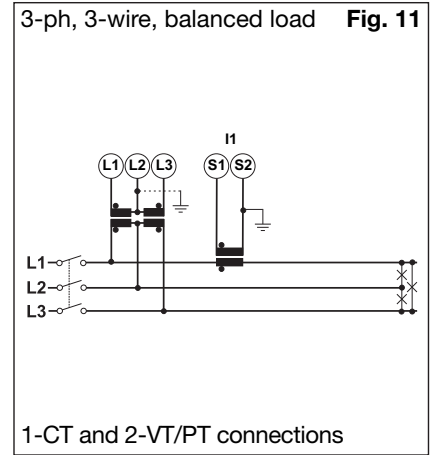 3-ph, 3-wire, balanced load Fig. 11
I1
L1 L2 L3 S1 S2
L1
L2
L3
1-CT and 2-VT/PT connections